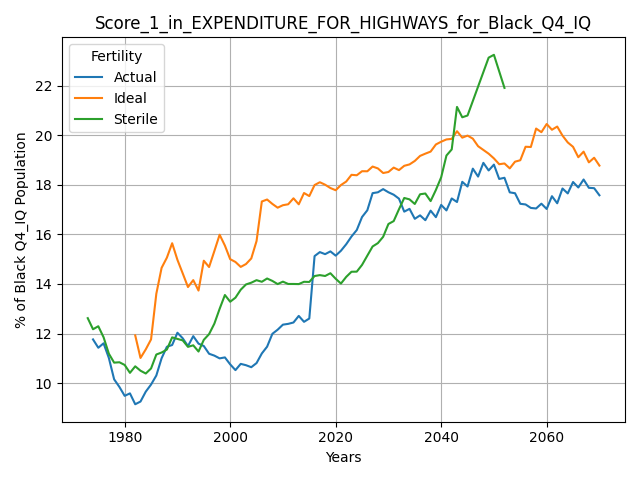 Score_1_in_EXPENDITURE_FOR_HIGHWAYS_for_Black_Q4_IQ
Fertility
Actual
Ideal
Sterile
% of Black Q4_IQ Population
22
20
18
16
14
12
10
1980
2000
2020
2040
2060
Years